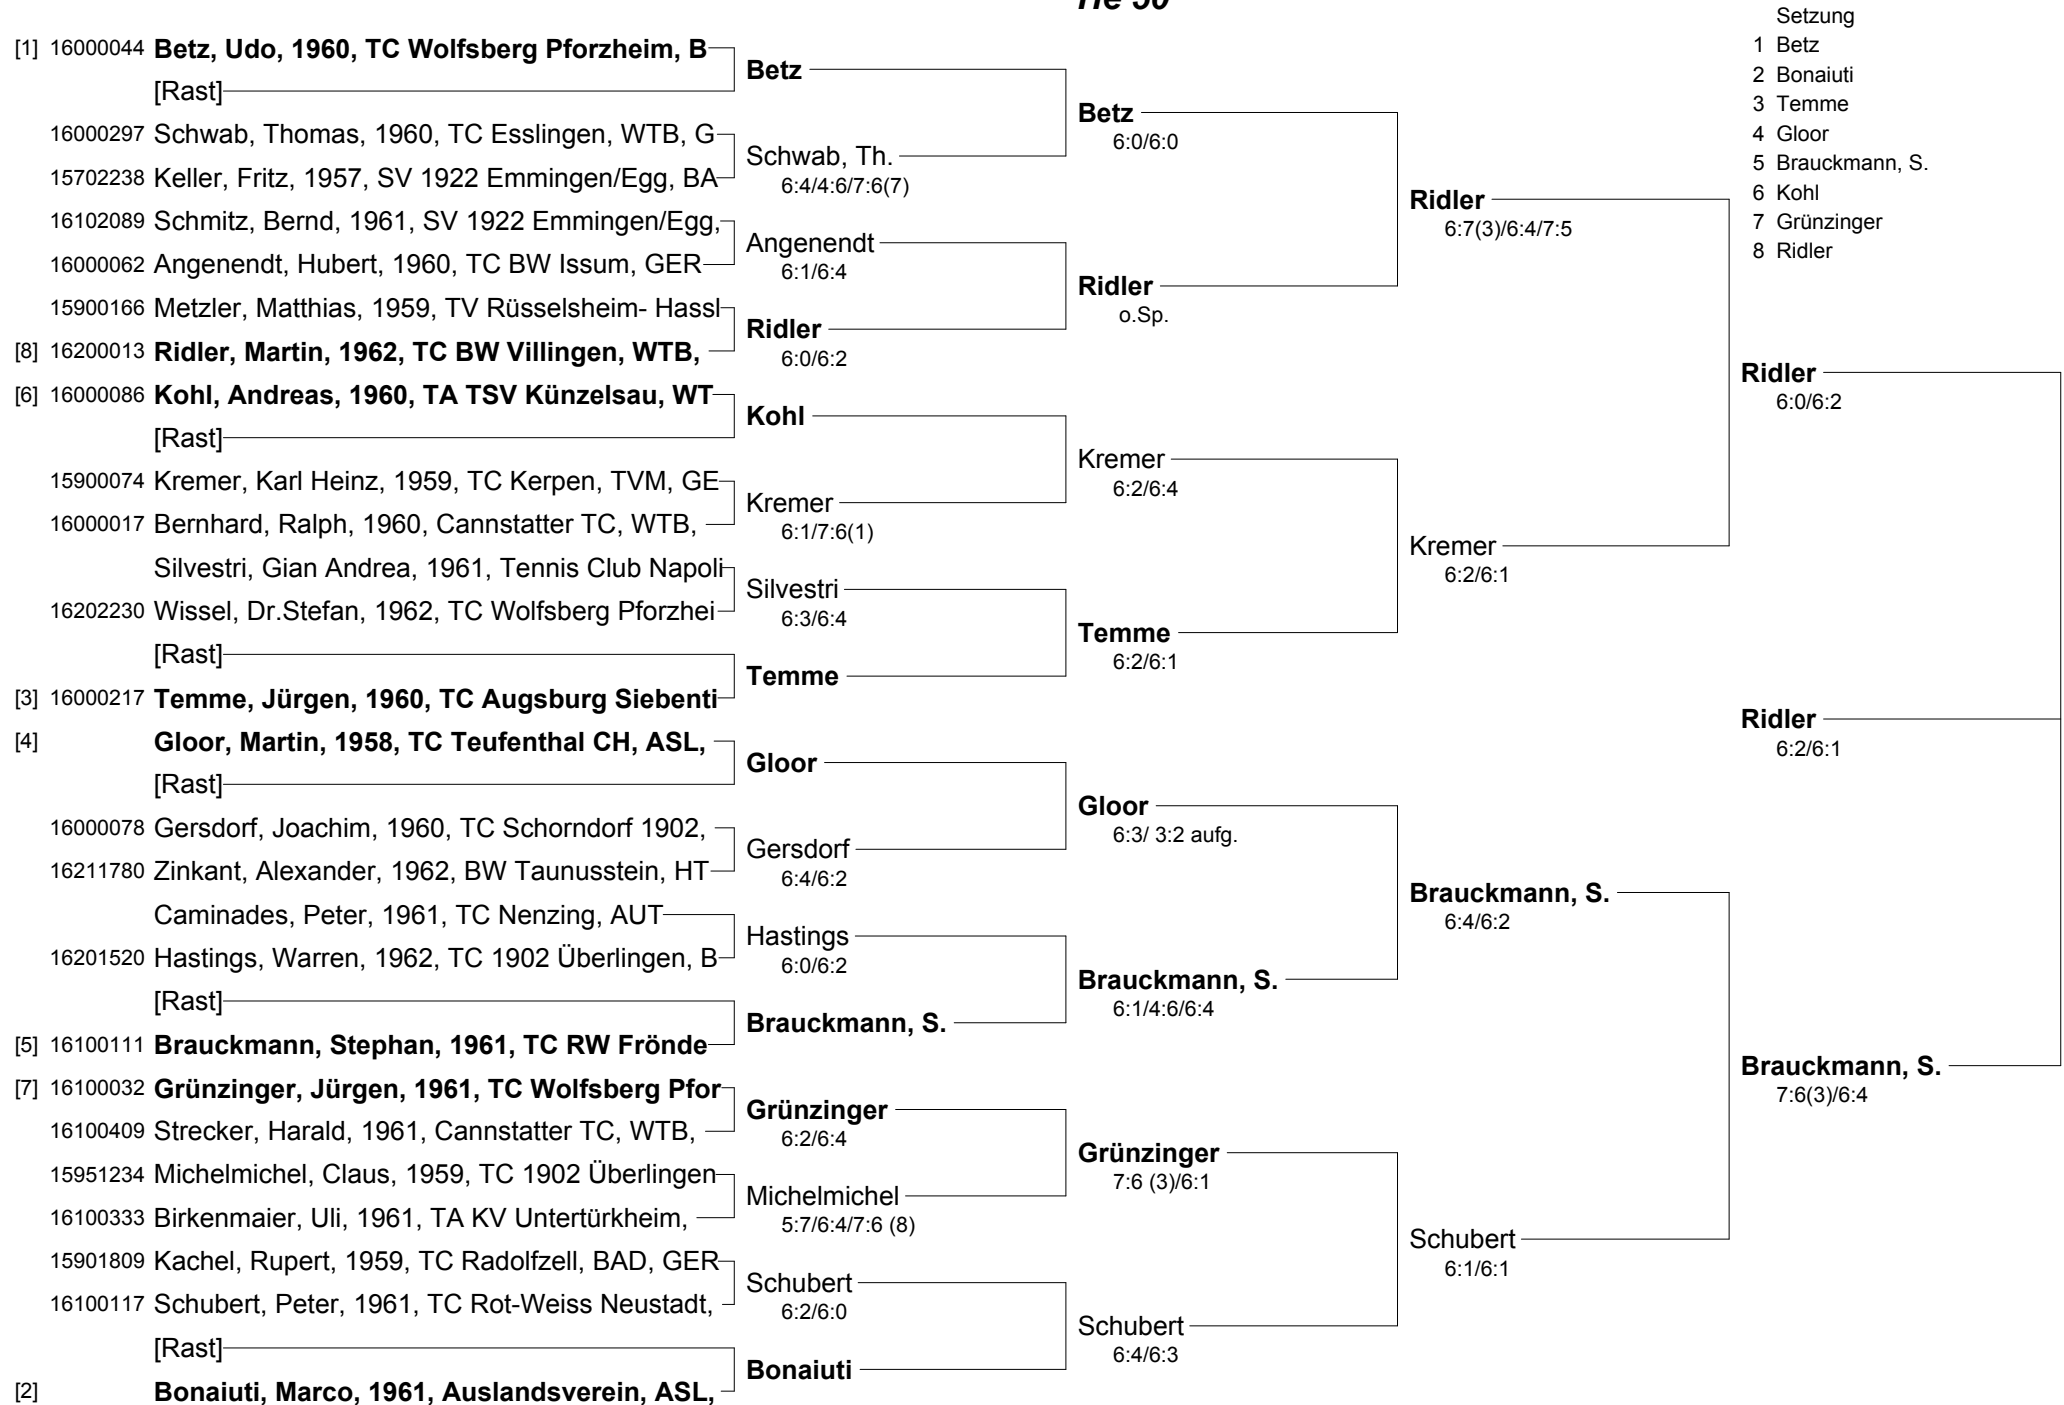 He 50
Setzung
1 Betz
2 Bonaiuti
3 Temme
4 Gloor
5 Brauckmann, S.
6 Kohl
7 Grünzinger
8 Ridler
[1] 16000044 Betz, Udo, 1960, TC Wolfsberg Pforzheim, B
[Rast]
16000297 Schwab, Thomas, 1960, TC Esslingen, WTB, G
15702238 Keller, Fritz, 1957, SV 1922 Emmingen/Egg, BA
16102089 Schmitz, Bernd, 1961, SV 1922 Emmingen/Egg,
16000062 Angenendt, Hubert, 1960, TC BW Issum, GER
15900166 Metzler, Matthias, 1959, TV Rüsselsheim- Hassl
[8] 16200013 Ridler, Martin, 1962, TC BW Villingen, WTB,
[6] 16000086 Kohl, Andreas, 1960, TA TSV Künzelsau, WT
[Rast]
15900074 Kremer, Karl Heinz, 1959, TC Kerpen, TVM, GE
16000017 Bernhard, Ralph, 1960, Cannstatter TC, WTB,
Silvestri, Gian Andrea, 1961, Tennis Club Napoli
16202230 Wissel, Dr.Stefan, 1962, TC Wolfsberg Pforzhei
[Rast]
[3] 16000217 Temme, Jürgen, 1960, TC Augsburg Siebenti
[4] Gloor, Martin, 1958, TC Teufenthal CH, ASL,
[Rast]
16000078 Gersdorf, Joachim, 1960, TC Schorndorf 1902,
16211780 Zinkant, Alexander, 1962, BW Taunusstein, HT
Caminades, Peter, 1961, TC Nenzing, AUT
16201520 Hastings, Warren, 1962, TC 1902 Überlingen, B
[Rast]
[5] 16100111 Brauckmann, Stephan, 1961, TC RW Frönde
[7] 16100032 Grünzinger, Jürgen, 1961, TC Wolfsberg Pfor
16100409 Strecker, Harald, 1961, Cannstatter TC, WTB,
15951234 Michelmichel, Claus, 1959, TC 1902 Überlingen
16100333 Birkenmaier, Uli, 1961, TA KV Untertürkheim,
15901809 Kachel, Rupert, 1959, TC Radolfzell, BAD, GER
16100117 Schubert, Peter, 1961, TC Rot-Weiss Neustadt,
[Rast]
[2] Bonaiuti, Marco, 1961, Auslandsverein, ASL,
Betz
Schwab, Th.
6:4/4:6/7:6(7)
Angenendt
6:1/6:4
Ridler
6:0/6:2
Kohl
Kremer
6:1/7:6(1)
Silvestri
6:3/6:4
Temme
Gloor
Gersdorf
6:4/6:2
Hastings
6:0/6:2
Brauckmann, S.
Grünzinger
6:2/6:4
Michelmichel
5:7/6:4/7:6 (8)
Schubert
6:2/6:0
Bonaiuti
Betz
6:0/6:0
Ridler
o.Sp.
Kremer
6:2/6:4
Temme
6:2/6:1
Gloor
6:3/ 3:2 aufg.
Brauckmann, S.
6:1/4:6/6:4
Grünzinger
7:6 (3)/6:1
Schubert
6:4/6:3
Ridler
6:7(3)/6:4/7:5
Kremer
6:2/6:1
Brauckmann, S.
6:4/6:2
Schubert
6:1/6:1
Ridler
6:0/6:2
Ridler
6:2/6:1
Brauckmann, S.
7:6(3)/6:4